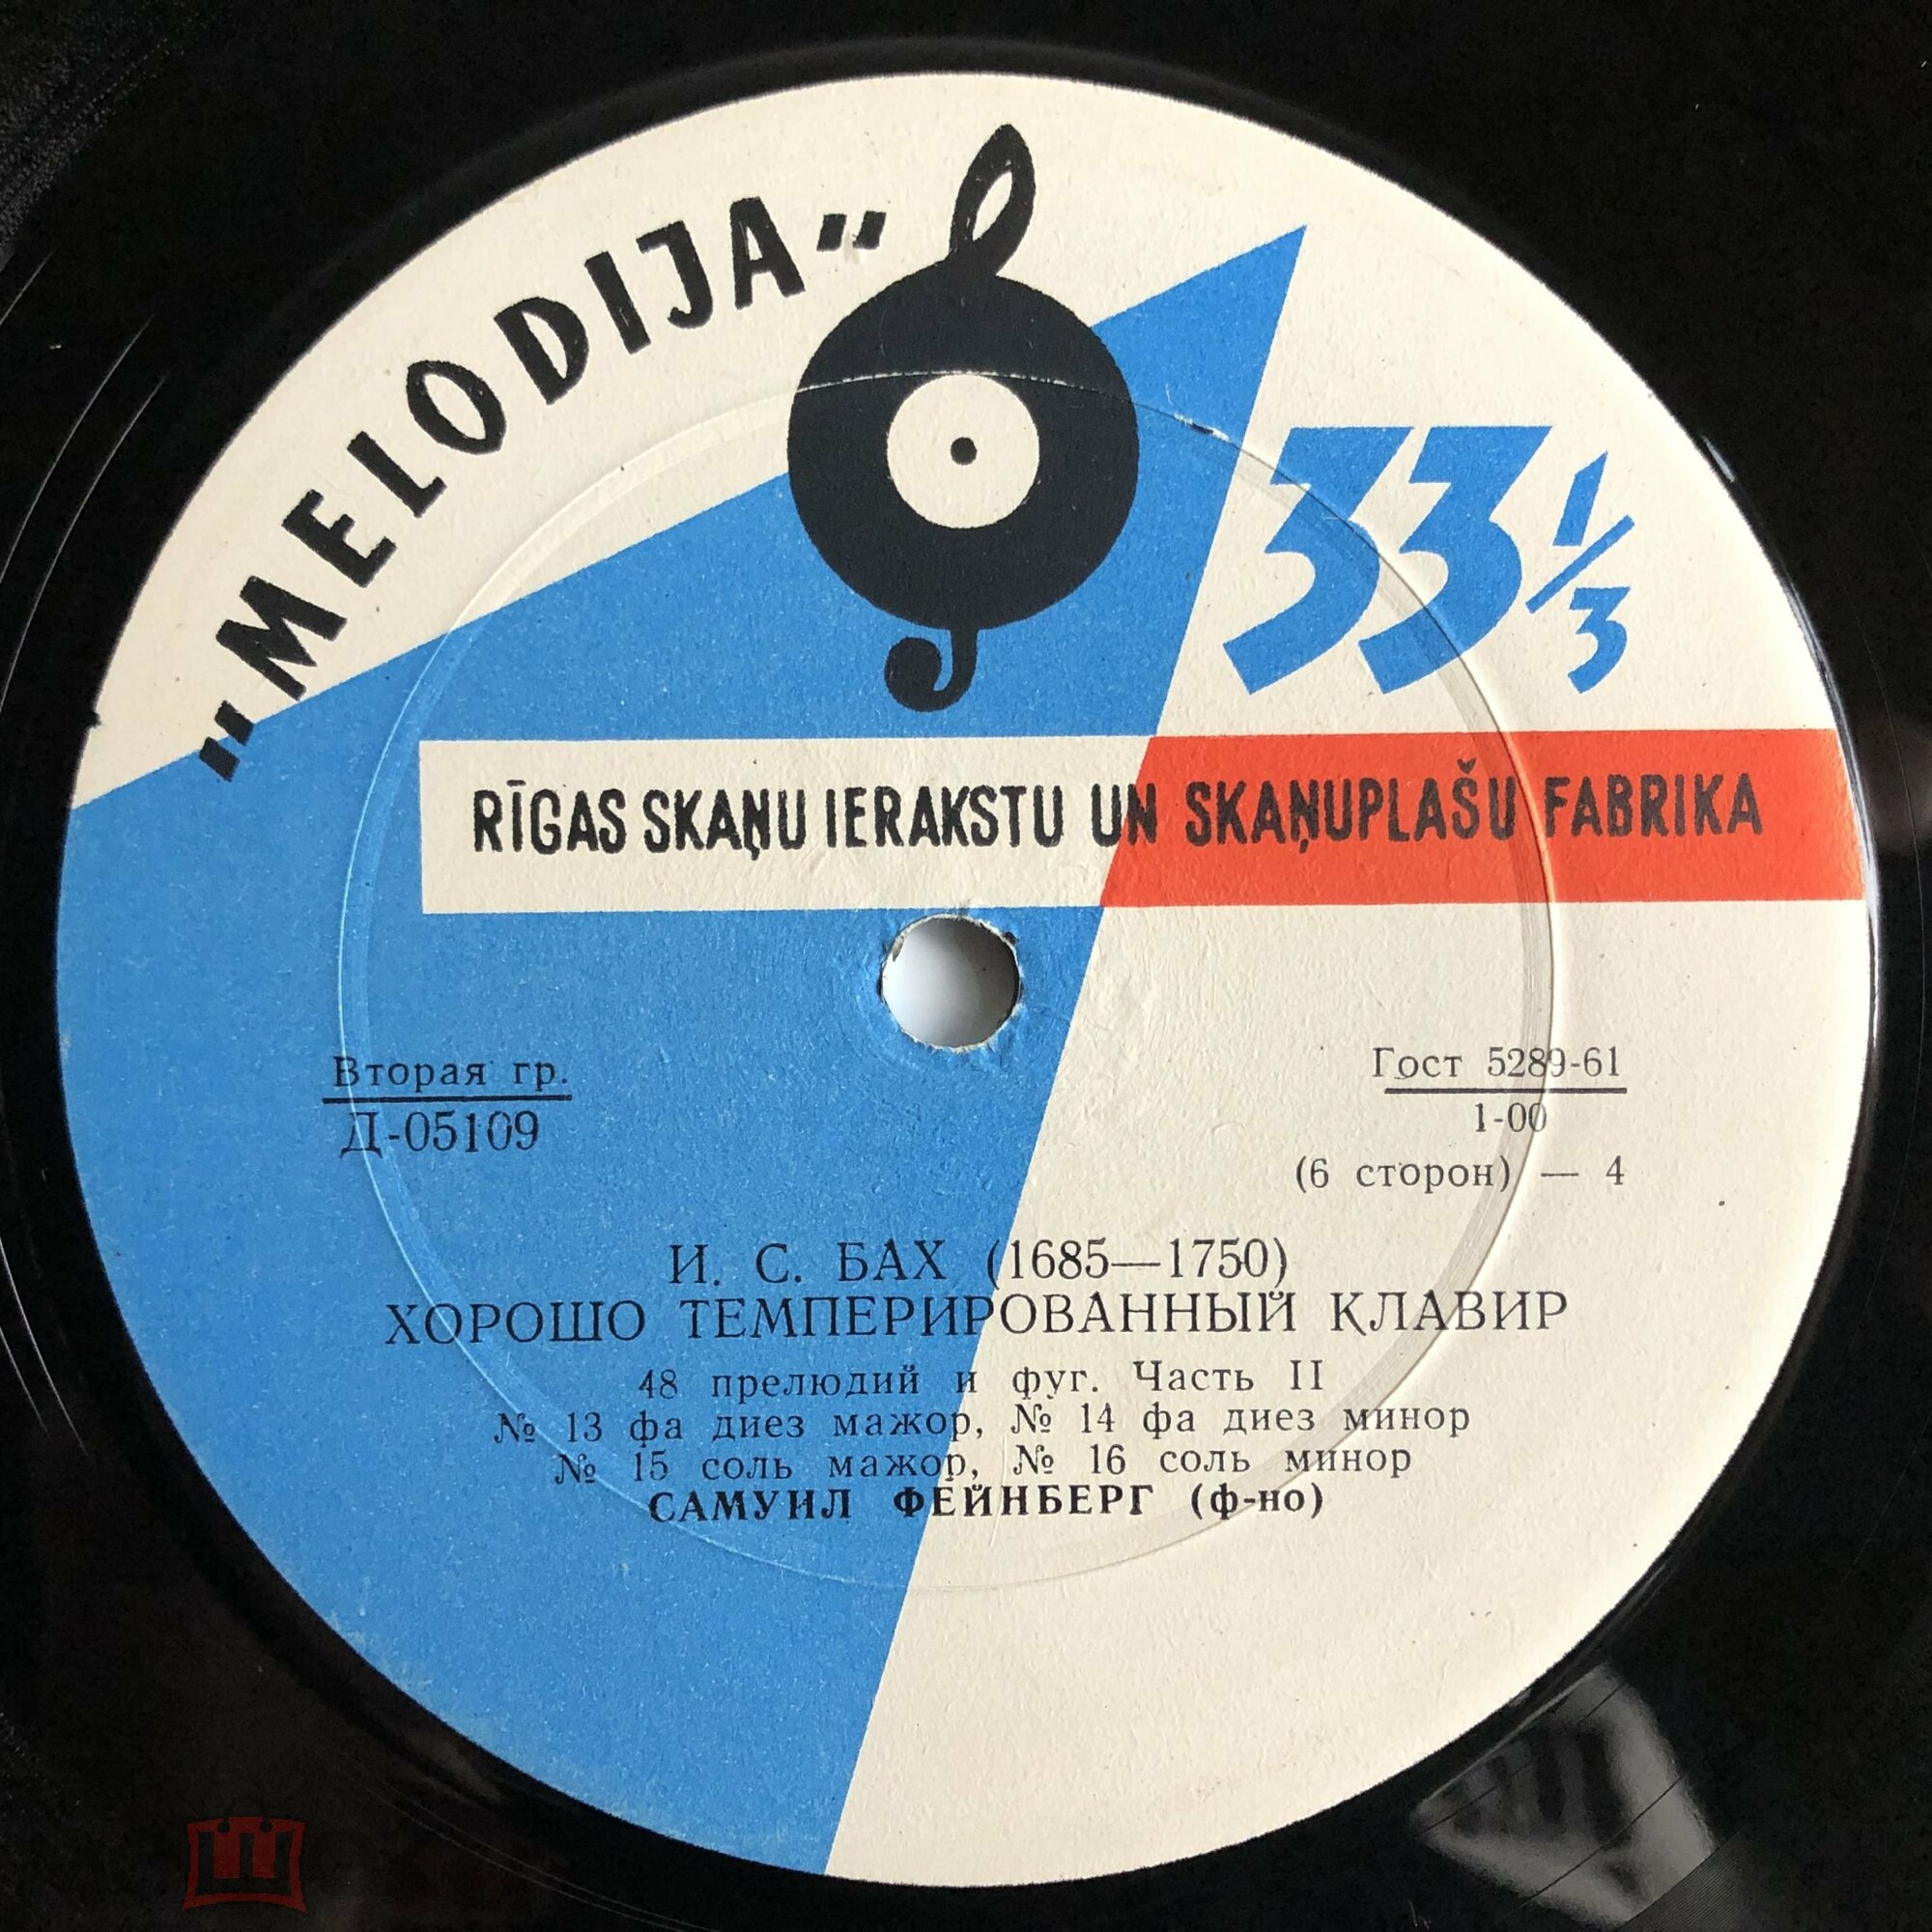 „MELODIJA”
33 1/3
RĪGAS SKAŅU IERAKSTU UN SKAŅUPLAŠU FABRIKA
Вторая гр.
Д-05109
Гост 5289-61
1-00
(6 сторон) — 4
И. С. БАХ (1685—1750)
ХОРОШО ТЕМПЕРИРОВАННЫЙ КЛАВИР
48 прелюдий и фуг. Часть II
№ 13 фа диез мажор, № 14 фа диез минор
№ 15 соль мажор, № 16 соль минор
САМУИЛ ФЕЙНБЕРГ (ф-но)